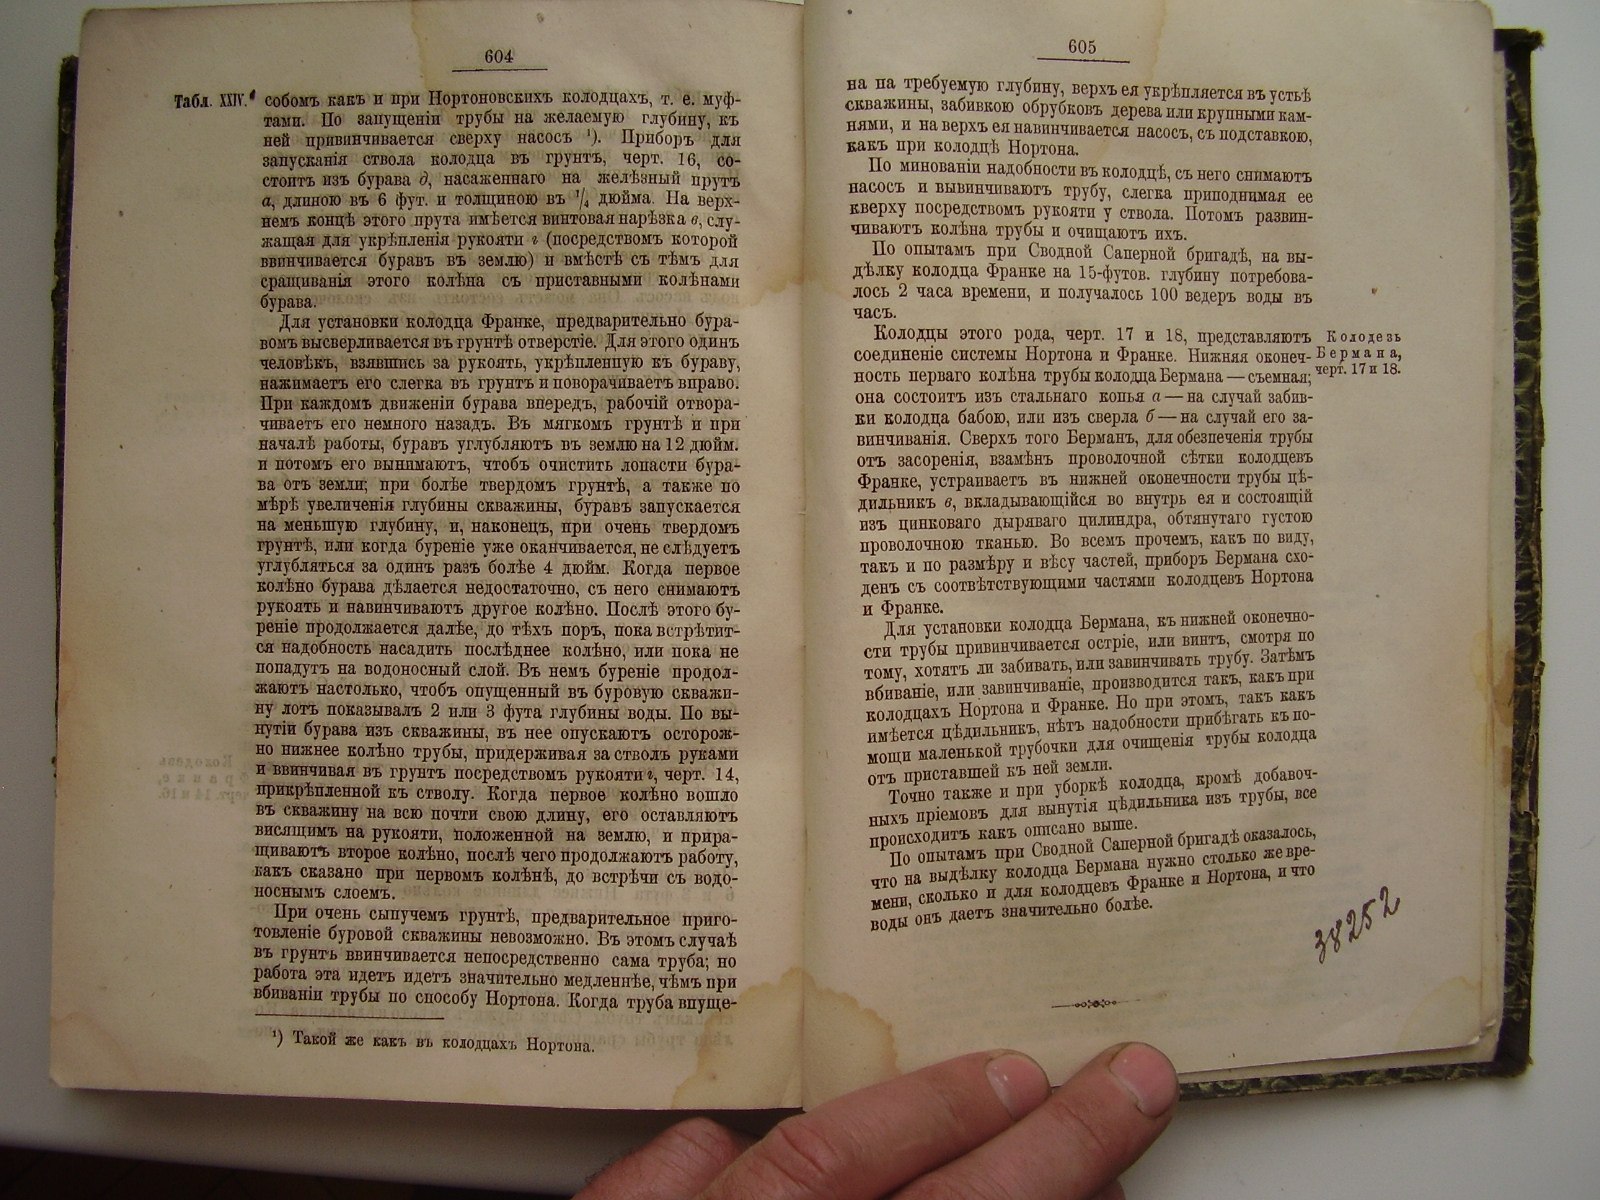 604
Табл. XXIV.
собомъ какъ и при Нортоновскихъ колодцахъ, т. е. муф-
тами. По запущеніи трубы на желаемую глубину, къ
ней привинчивается сверху насосъ ¹). Приборъ для
запусканія ствола колодца въ грунтъ, черт. 16, со-
стоитъ изъ бурава д, насаженнаго на желѣзный прутъ
а, длиною въ 6 фут. и толщиною въ ¹/₄ дюйма. На верх-
немъ концѣ этого прута имѣется винтовая нарѣзка в, слу-
жащая для укрѣпленія рукояти г (посредствомъ которой
ввинчивается буравъ въ землю) и вмѣстѣ съ тѣмъ для
сращиванія этого колѣна съ приставными колѣнами
бурава.
Для установки колодца Франке, предварительно бура-
вомъ высверливается въ грунтѣ отверстіе. Для этого одинъ
человѣкъ, взявшись за рукоять, укрѣпленную къ бураву,
нажимаетъ его слегка въ грунтъ и поворачиваетъ вправо.
При каждомъ движеніи бурава впередъ, рабочій отвора-
чиваетъ его немного назадъ. Въ мягкомъ грунтѣ и при
началѣ работы, буравъ углубляютъ въ землю на 12 дюйм.
и потомъ его вынимаютъ, чтобъ очистить лопасти бура-
ва отъ земли; при болѣе твердомъ грунтѣ, а также по
мѣрѣ увеличенія глубины скважины, буравъ запускается
на меньшую глубину, и, наконецъ, при очень твердомъ
грунтѣ, или когда буреніе уже оканчивается, не слѣдуетъ
углубляться за одинъ разъ болѣе 4 дюйм. Когда первое
колѣно бурава дѣлается недостаточно, съ него снимаютъ
рукоять и навинчиваютъ другое колѣно. Послѣ этого бу-
реніе продолжается далѣе, до тѣхъ поръ, пока встрѣтит-
ся надобность насадить послѣднее колѣно, или пока не
попадутъ на водоносный слой. Въ немъ буреніе продол-
жаютъ настолько, чтобъ опущенный въ буровую скважи-
ну лотъ показывалъ 2 или 3 фута глубины воды. По вы-
нутіи бурава изъ скважины, въ нее опускаютъ осторож-
но нижнее колѣно трубы, придерживая за стволъ руками
и ввинчивая въ грунтъ посредствомъ рукояти г, черт. 14,
прикрѣпленной къ стволу. Когда первое колѣно вошло
въ скважину на всю почти свою длину, его оставляютъ
висящимъ на рукояти, положенной на землю, и прира-
щиваютъ второе колѣно, послѣ чего продолжаютъ работу,
какъ сказано при первомъ колѣнѣ, до встрѣчи съ водо-
носнымъ слоемъ.
При очень сыпучемъ грунтѣ, предварительное приго-
товленіе буровой скважины невозможно. Въ этомъ случаѣ
въ грунтъ ввинчивается непосредственно сама труба; но
работа эта идетъ идетъ значительно медленнѣе, чѣмъ при
вбиваніи трубы по способу Нортона. Когда труба впуще-
¹) Такой же какъ въ колодцахъ Нортона.
605
на па требуемую глубину, верхъ ея укрѣпляется въ устьѣ
скважины, забивкою обрубковъ дерева или крупными кам-
нями, и на верхъ ея навинчивается насосъ, съ подставкою,
какъ при колодцѣ Нортона.
По минованіи надобности въ колодцѣ, съ него снимаютъ
насосъ и вывинчиваютъ трубу, слегка приподнимая ее
кверху посредствомъ рукояти у ствола. Потомъ развин-
чиваютъ колѣна трубы и очищаютъ ихъ.
По опытамъ при Сводной Саперной бригадѣ, на вы-
дѣлку колодца Франке на 15-футов. глубину потребова-
лось 2 часа времени, и получалось 100 ведеръ воды въ
часъ.
Колодцы этого рода, черт. 17 и 18, представляютъ
соединеніе системы Нортона и Франке. Нижняя оконеч-
ность перваго колѣна трубы колодца Бермана — съемная;
она состоитъ изъ стальнаго копья а — на случай забив-
ки колодца бабою, или изъ сверла б — на случай его за-
винчиванія. Сверхъ того Берманъ, для обезпеченія трубы
отъ засоренія, взамѣнъ проволочной сѣтки колодцевъ
Франке, устраиваетъ въ нижней оконечности трубы цѣ-
дильникъ в, вкладывающійся во внутрь ея и состоящій
изъ цинковаго дыряваго цилиндра, обтянутаго густою
проволочною тканью. Во всемъ прочемъ, какъ по виду,
такъ и по размѣру и вѣсу частей, приборъ Бермана схо-
денъ съ соотвѣтствующими частями колодцевъ Нортона
и Франке.
Колодезь
Бермана,
черт. 17 и 18.
Для установки колодца Бермана, къ нижней оконечно-
сти трубы привинчивается остріе, или винтъ, смотря по
тому, хотятъ ли забивать, или завинчивать трубу. Затѣмъ
вбиваніе, или завинчиваніе, производится такъ, какъ при
колодцахъ Нортона и Франке. Но при этомъ, такъ какъ
имѣется цѣдильникъ, нѣтъ надобности прибѣгать къ по-
мощи маленькой трубочки для очищенія трубы колодца
отъ приставшей къ ней земли.
Точно также и при уборкѣ колодца, кромѣ добавоч-
ныхъ пріемовъ для вынутія цѣдильника изъ трубы, все
происходитъ какъ описано выше.
По опытамъ при Сводной Саперной бригадѣ оказалось,
что на выдѣлку колодца Бермана нужно столько же вре-
мени, сколько и для колодцевъ Франке и Нортона, и что
воды онъ даетъ значительно болѣе.
38252